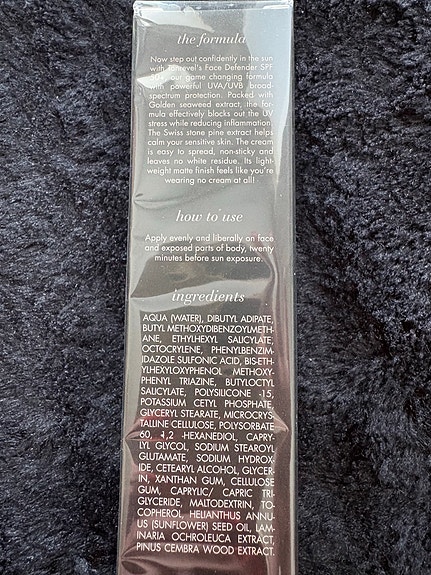 the formula
Now step out confidently in the sun
with Forrevel's Face Defender SPF
50+, our game changing formula
with powerful UVA/UVB broad-
spectrum protection. Packed with
Golden seaweed extract, the for-
mula effectively blocks out the UV
stress while reducing inflammation.
The Swiss stone pine extract helps
calm your sensitive skin. The cream
is easy to spread, non-sticky and
leaves no white residue. Its light-
weight matte finish feels like you're
wearing no cream at all!
how to use
Apply evenly and liberally on face
and exposed parts of body, twenty
minutes before sun exposure.
ingredients
AQUA (WATER), DIBUTYL ADIPATE,
BUTYL METHOXYDIBENZOYLMETH-
ANE, ETHYLHEXYL SALICYLATE,
OCTOCRYLENE, PHENYLBENZIM-
IDAZOLE SULFONIC ACID, BIS-ETH-
YLHEXYLOXYPHENOL METHOXY-
PHENYL TRIAZINE, BUTYLOCTYL
SALICYLATE, POLYSILICONE -15,
POTASSIUM CETYL PHOSPHATE,
GLYCERYL STEARATE, MICROCRYS-
TALLINE CELLULOSE, POLYSORBATE
60, 1,2 -HEXANEDIOL, CAPRY-
LYL GLYCOL, SODIUM STEAROYL
GLUTAMATE, SODIUM HYDROX-
IDE, CETEARYL ALCOHOL, GLYCER-
IN, XANTHAN GUM, CELLULOSE
GUM, CAPRYLIC/ CAPRIC TRI-
GLYCERIDE, MALTODEXTRIN, TO-
COPHEROL, HELIANTHUS ANNU-
US (SUNFLOWER) SEED OIL, LAM-
INARIA OCHROLEUCA EXTRACT,
PINUS CEMBRA WOOD EXTRACT.